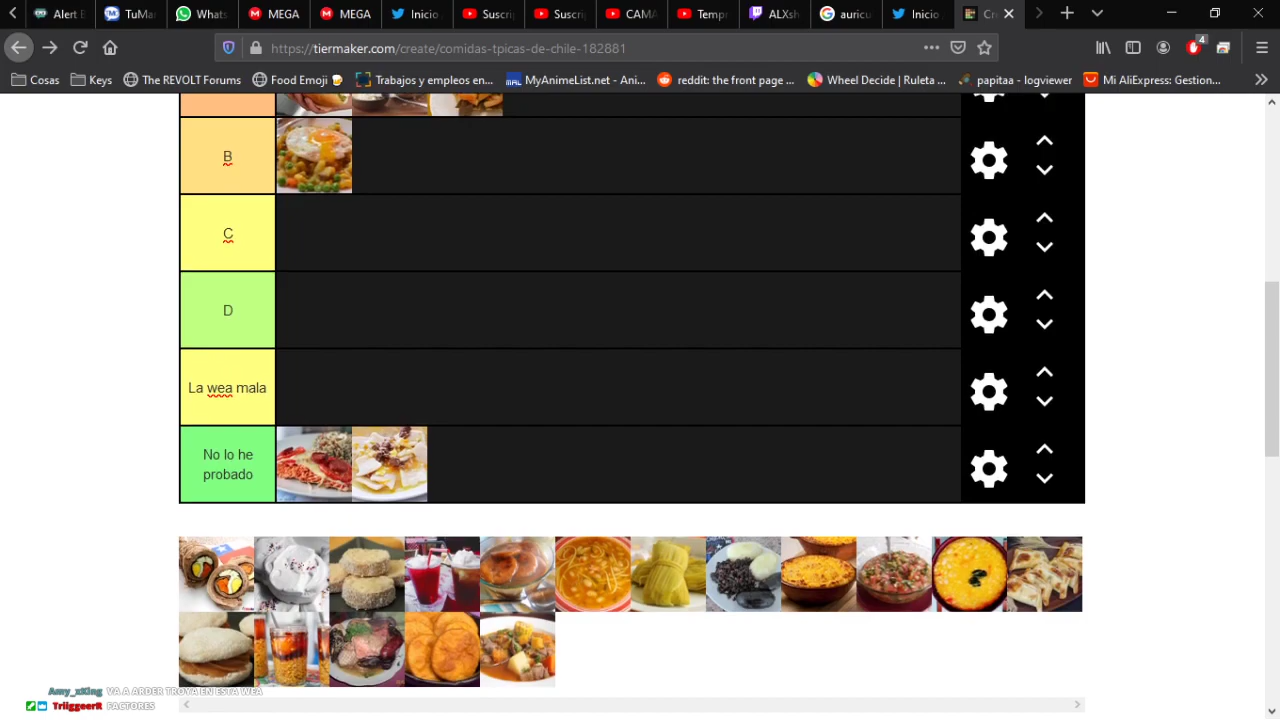 Alert B
TuMa
Whats
MEGA
MEGA
Inicio
Suscri
Suscri
CAMA
Tempr
ALXsh
auricu
Inicio
Cre
https://tiermaker.com/create/comidas-tpicas-de-chile-182881
4
Cosas
Keys
The REVOLT Forums
Food Emoji
Trabajos y empleos en...
MyAnimeList.net - Ani...
reddit: the front page ...
Wheel Decide | Ruleta ...
papitaa - logviewer
Mi AliExpress: Gestion...
B
C
D
La wea mala
No lo he
probado
Amy_xXing VA A ARDER TROYA EN ESTA WEA
TriiggeerR FACTORES